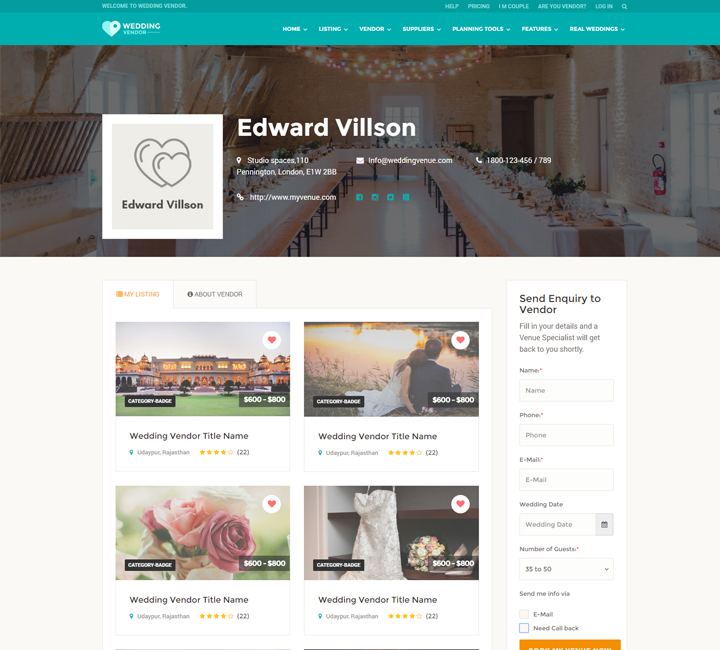 WELCOME TO WEDDING VENDOR.
HELP PRICING I M COUPLE ARE YOU VENDOR? LOG IN
WEDDING
VENDOR
HOME LISTING VENDOR SUPPLIERS PLANNING TOOLS FEATURES REAL WEDDINGS
Edward Villson
Edward Villson
Studio spaces,110
Pennington, London, E1W 2BB
Info@weddingvenue.com
1800-123-456 / 789
http://www.myvenue.com
MY LISTING
ABOUT VENDOR
CATEGORY-BADGE
$600 - $800
Wedding Vendor Title Name
Udaypur, Rajasthan (22)
CATEGORY-BADGE
$600 - $800
Wedding Vendor Title Name
Udaypur, Rajasthan (22)
CATEGORY-BADGE
$600 - $800
Wedding Vendor Title Name
Udaypur, Rajasthan (22)
CATEGORY-BADGE
$600 - $800
Wedding Vendor Title Name
Udaypur, Rajasthan (22)
Send Enquiry to
Vendor
Fill in your details and a
Venue Specialist will get
back to you shortly.
Name:*
Name
Phone:*
Phone
E-Mail:*
E-Mail
Wedding Date
Wedding Date
Number of Guests:*
35 to 50
Send me info via
E-Mail
Need Call back
BOOK MY VENUE NOW